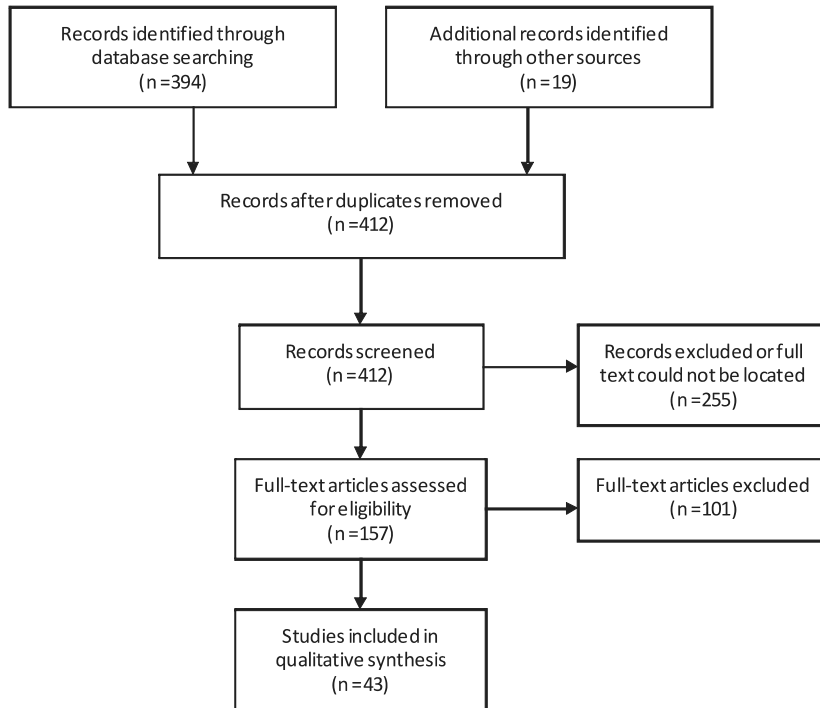 Records identified through
database searching
(n =394)
Additional records identified
through other sources
(n =19)
Records after duplicates removed
(n =412)
Records screened
(n =412)
Records excluded or full
text could not be located
(n =255)
Full-text articles assessed
for eligibility
(n =157)
Full-text articles excluded
(n =101)
Studies included in
qualitative synthesis
(n =43)